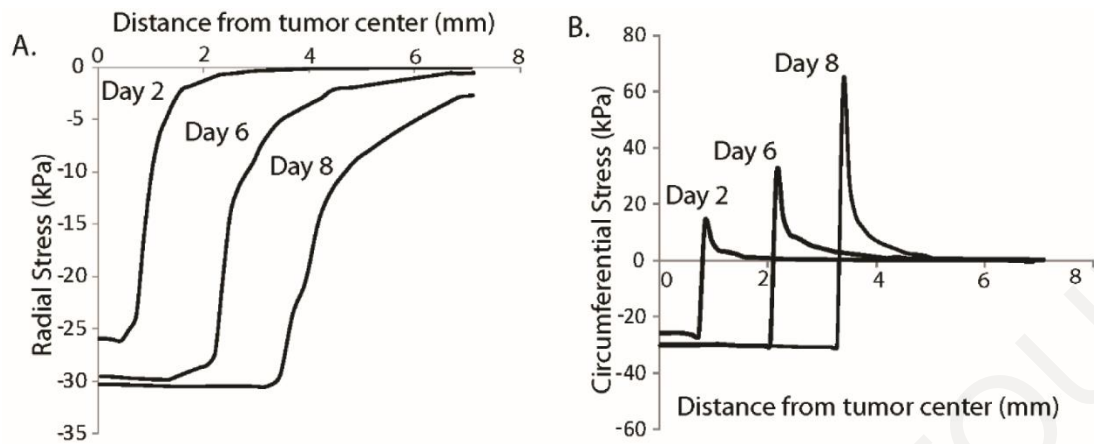 A.
Distance from tumor center (mm)
0 2 4 6 8
0
-5
-10
-15
-20
-25
-30
-35
Radial Stress (kPa)
Day 2
Day 6
Day 8
B.
80
60
40
20
0
-20
-40
-60
Circumferential Stress (kPa)
Day 8
Day 6
Day 2
0 2 4 6 8
Distance from tumor center (mm)